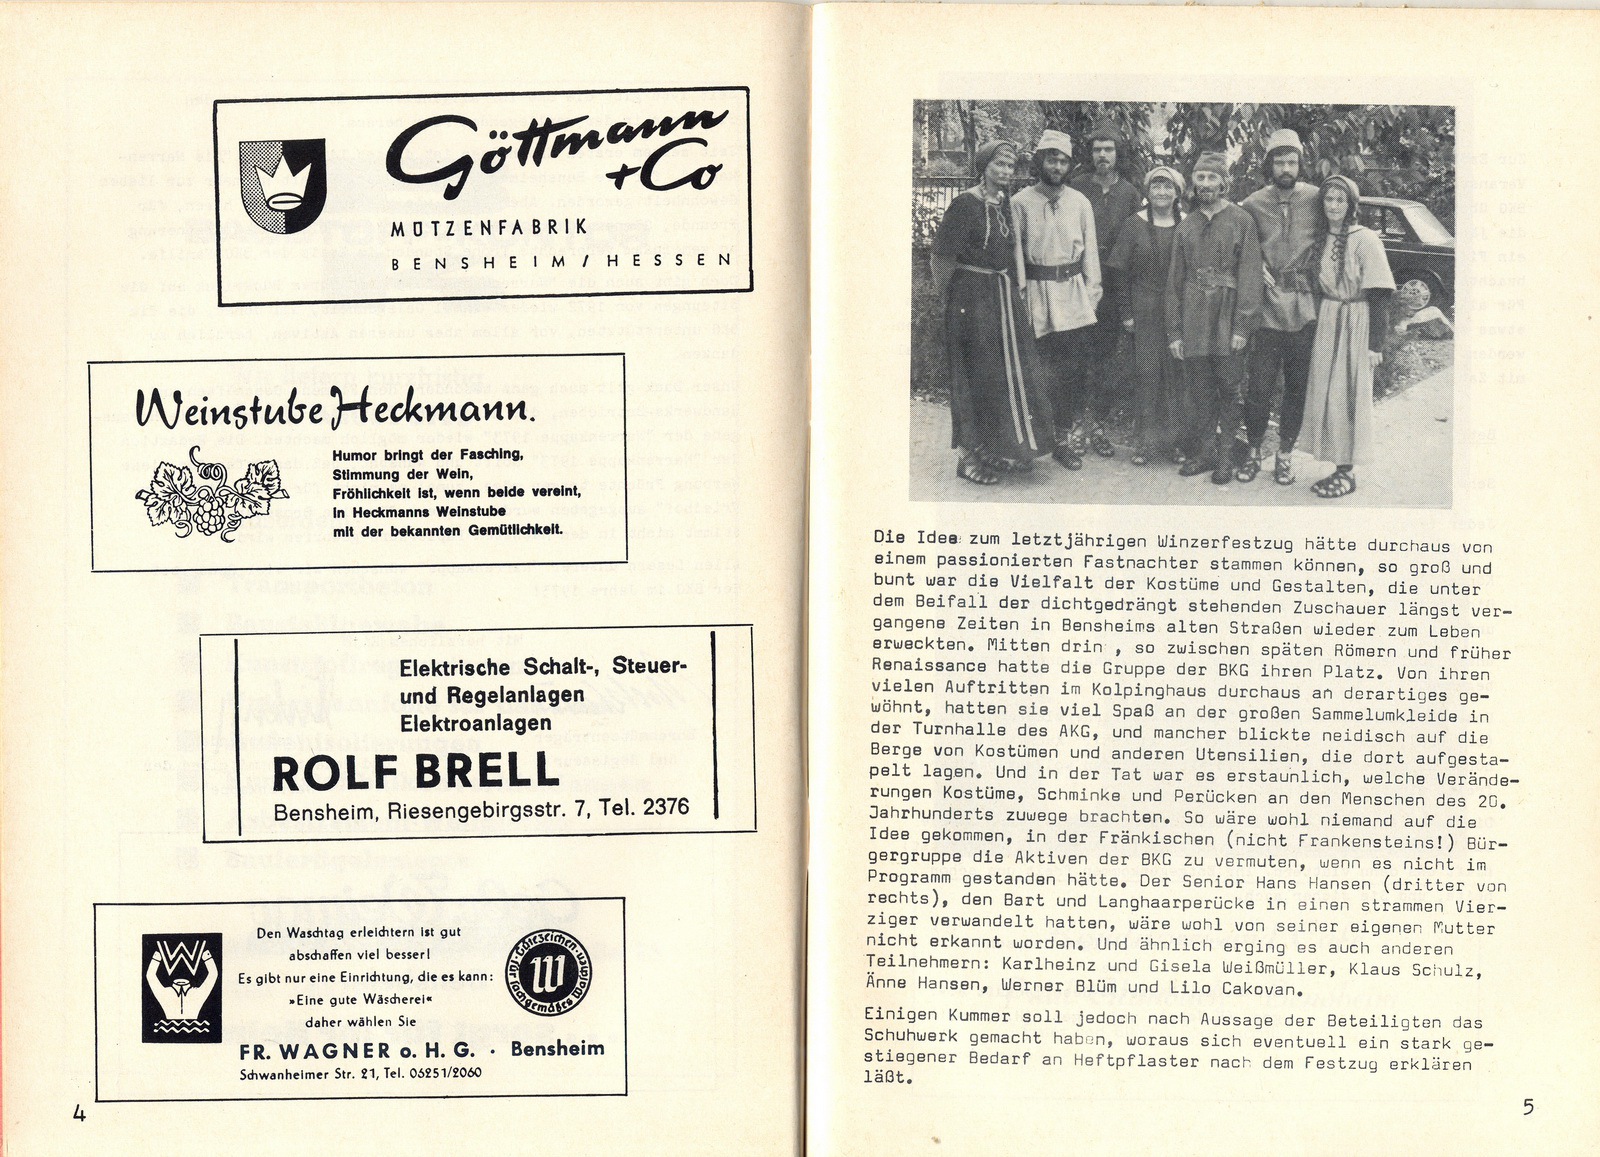 Göttmann
+Co
MÜTZENFABRIK
BENSHEIM/HESSEN
Weinstube Heckmann.
Humor bringt der Fasching,
Stimmung der Wein,
Fröhlichkeit ist, wenn beide vereint,
in Heckmanns Weinstube
mit der bekannten Gemütlichkeit.
Elektrische Schalt-, Steuer-
und Regelanlagen
Elektroanlagen
ROLF BRELL
Bensheim, Riesengebirgsstr. 7, Tel. 2376
Den Waschtag erleichtern ist gut
abschaffen viel besser!
Es gibt nur eine Einrichtung, die es kann:
»Eine gute Wäscherei«
daher wählen Sie
FR. WAGNER o. H. G. · Bensheim
Schwanheimer Str. 21, Tel. 06251/2060
W
Gütezeichen für sachgemäßes Waschen
4
Die Idee zum letztjährigen Winzerfestzug hätte durchaus von
einem passionierten Fastnachter stammen können, so groß und
bunt war die Vielfalt der Kostüme und Gestalten, die unter
dem Beifall der dichtgedrängt stehenden Zuschauer längst ver-
gangene Zeiten in Bensheims alten Straßen wieder zum Leben
erweckten. Mitten drin , so zwischen späten Römern und früher
Renaissance hatte die Gruppe der BKG ihren Platz. Von ihren
vielen Auftritten im Kolpinghaus durchaus an derartiges ge-
wöhnt, hatten sie viel Spaß an der großen Sammelumkleide in
der Turnhalle des AKG, und mancher blickte neidisch auf die
Berge von Kostümen und anderen Utensilien, die dort aufgesta-
pelt lagen. Und in der Tat war es erstaunlich, welche Verände-
rungen Kostüme, Schminke und Perücken an den Menschen des 20.
Jahrhunderts zuwege brachten. So wäre wohl niemand auf die
Idee gekommen, in der Fränkischen (nicht Frankensteins!) Bür-
gergruppe die Aktiven der BKG zu vermuten, wenn es nicht im
Programm gestanden hätte. Der Senior Hans Hansen (dritter von
rechts), den Bart und Langhaarperücke in einen strammen Vier-
ziger verwandelt hatten, wäre wohl von seiner eigenen Mutter
nicht erkannt worden. Und ähnlich erging es auch anderen
Teilnehmern: Karlheinz und Gisela Weißmüller, Klaus Schulz,
Änne Hansen, Werner Blüm und Lilo Cakovan.
Einigen Kummer soll jedoch nach Aussage der Beteiligten das
Schuhwerk gemacht haben, woraus sich eventuell ein stark ge-
stiegener Bedarf an Heftpflaster nach dem Festzug erklären
läßt.
5